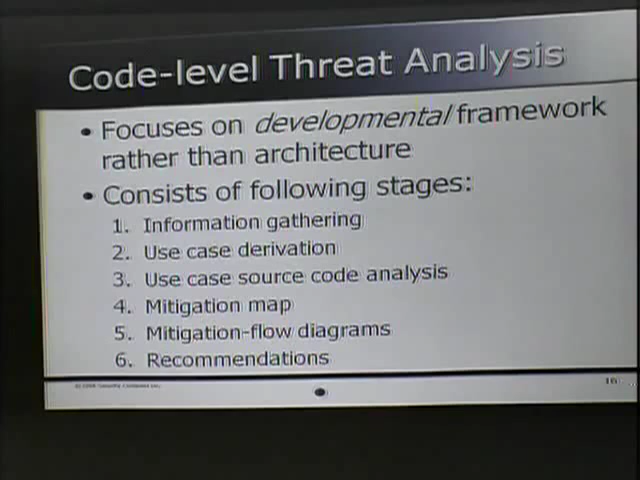 Code-level Threat Analysis
• Focuses on developmental framework
rather than architecture
• Consists of following stages:
1. Information gathering
2. Use case derivation
3. Use case source code analysis
4. Mitigation map
5. Mitigation-flow diagrams
6. Recommendations
16